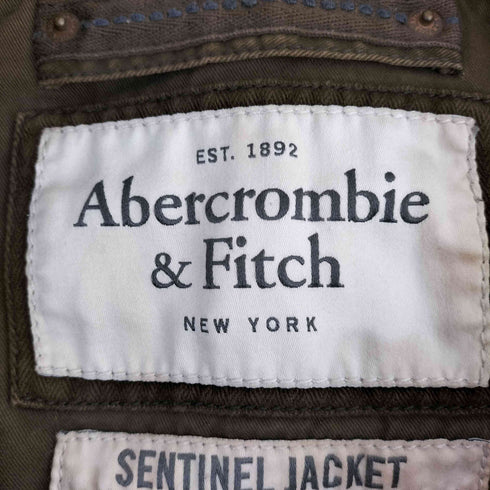 EST. 1892
Abercrombie
& Fitch
NEW YORK
SENTINEL JACKET